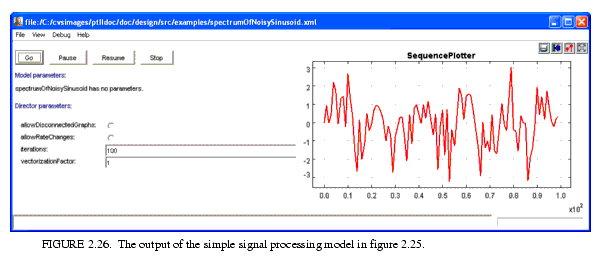 file:/C:/cvsimages/ptIIdoc/doc/design/src/examples/spectrumOfNoisySinusoid.xml
File View Debug Help
Go Pause Resume Stop
Model parameters:
spectrumOfNoisySinusoid has no parameters.
Director parameters:
allowDisconnectedGraphs:
allowRateChanges:
iterations: 100
vectorizationFactor: 1
SequencePlotter
3
2
1
0
-1
-2
-3
0.0 0.1 0.2 0.3 0.4 0.5 0.6 0.7 0.8 0.9 1.0
x10^2
FIGURE 2.26. The output of the simple signal processing model in figure 2.25.